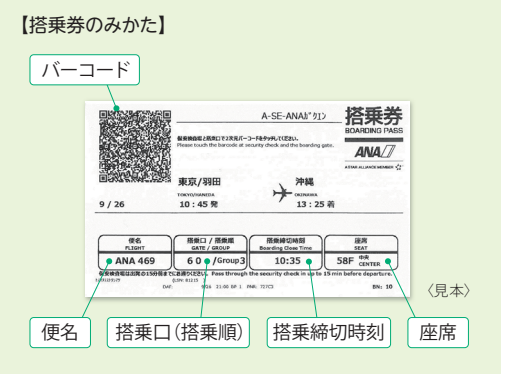 【搭乗券のみかた】
バーコード
A-SE-ANAｶﾞｸｴﾝ
搭乗券
BOARDING PASS
保安検査場と搭乗口で2次元バーコードをタッチしてください。
Please touch the barcode at security check and the boarding gate.
ANA
A STAR ALLIANCE MEMBER
東京/羽田
沖縄
TOKYO/HANEDA
OKINAWA
9 / 26
10：45 発
13：25 着
便名
搭乗口 / 搭乗順
搭乗締切時刻
座席
FLIGHT
GATE / GROUP
Boarding Close Time
SEAT
ANA 469
60 /Group3
10:35
58F 中央 CENTER
保安検査場は出発の15分前までにお通りください。 Pass through the security check in up to 15 min before departure.
BN: 10
〈見本〉
便名
搭乗口（搭乗順）
搭乗締切時刻
座席